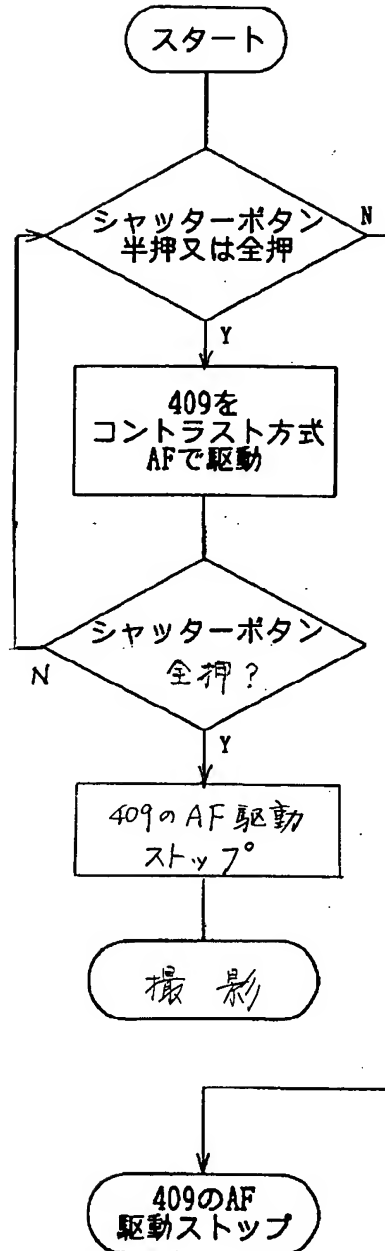 スタート
シャッターボタン
半押又は全押
N
Y
409を
コントラスト方式
AFで駆動
シャッターボタン
全押?
N
Y
409のAF駆動
ストップ
撮影
409のAF
駆動ストップ